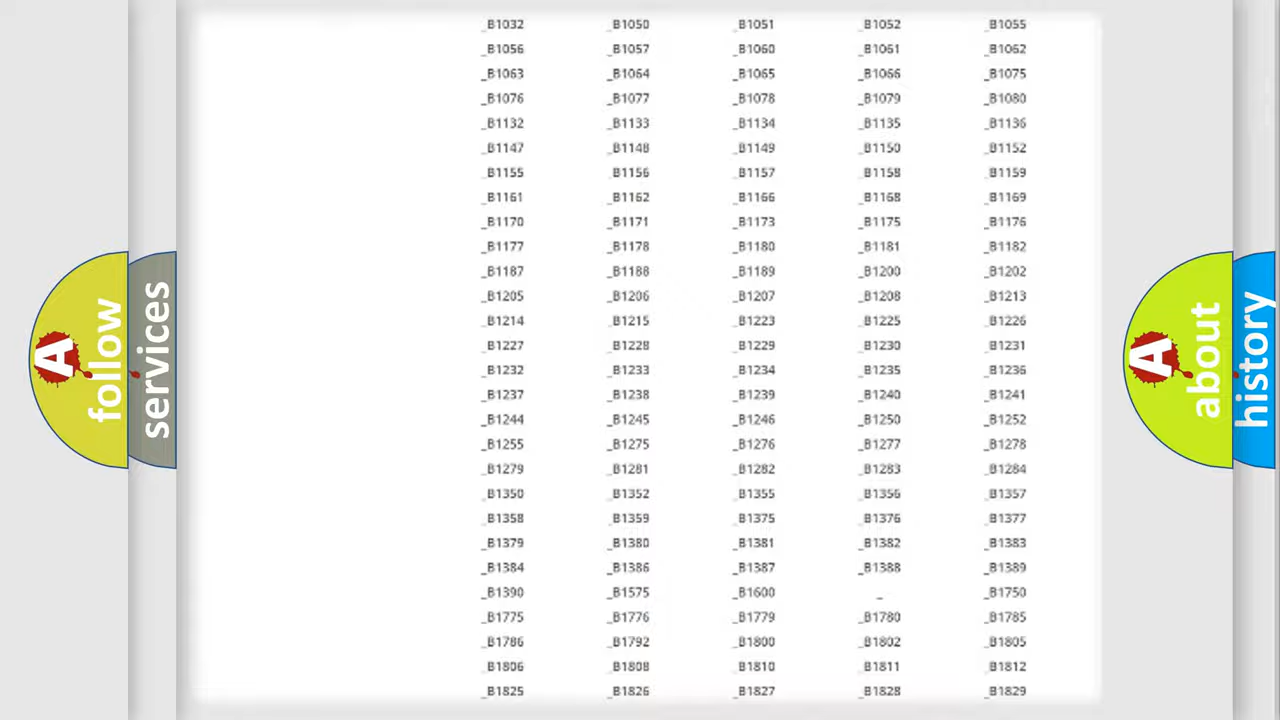 _B1032 _B1050 _B1051 _B1052 _B1055
_B1056 _B1057 _B1060 _B1061 _B1062
_B1063 _B1064 _B1065 _B1066 _B1075
_B1076 _B1077 _B1078 _B1079 _B1080
_B1132 _B1133 _B1134 _B1135 _B1136
_B1147 _B1148 _B1149 _B1150 _B1152
_B1155 _B1156 _B1157 _B1158 _B1159
_B1161 _B1162 _B1166 _B1168 _B1169
_B1170 _B1171 _B1173 _B1175 _B1176
_B1177 _B1178 _B1180 _B1181 _B1182
_B1187 _B1188 _B1189 _B1200 _B1202
_B1205 _B1206 _B1207 _B1208 _B1213
_B1214 _B1215 _B1223 _B1225 _B1226
_B1227 _B1228 _B1229 _B1230 _B1231
_B1232 _B1233 _B1234 _B1235 _B1236
_B1237 _B1238 _B1239 _B1240 _B1241
_B1244 _B1245 _B1246 _B1250 _B1252
_B1255 _B1275 _B1276 _B1277 _B1278
_B1279 _B1281 _B1282 _B1283 _B1284
_B1350 _B1352 _B1355 _B1356 _B1357
_B1358 _B1359 _B1375 _B1376 _B1377
_B1379 _B1380 _B1381 _B1382 _B1383
_B1384 _B1386 _B1387 _B1388 _B1389
_B1390 _B1575 _B1600 _ _B1750
_B1775 _B1776 _B1779 _B1780 _B1785
_B1786 _B1792 _B1800 _B1802 _B1805
_B1806 _B1808 _B1810 _B1811 _B1812
_B1825 _B1826 _B1827 _B1828 _B1829
A follow
services
A about
history